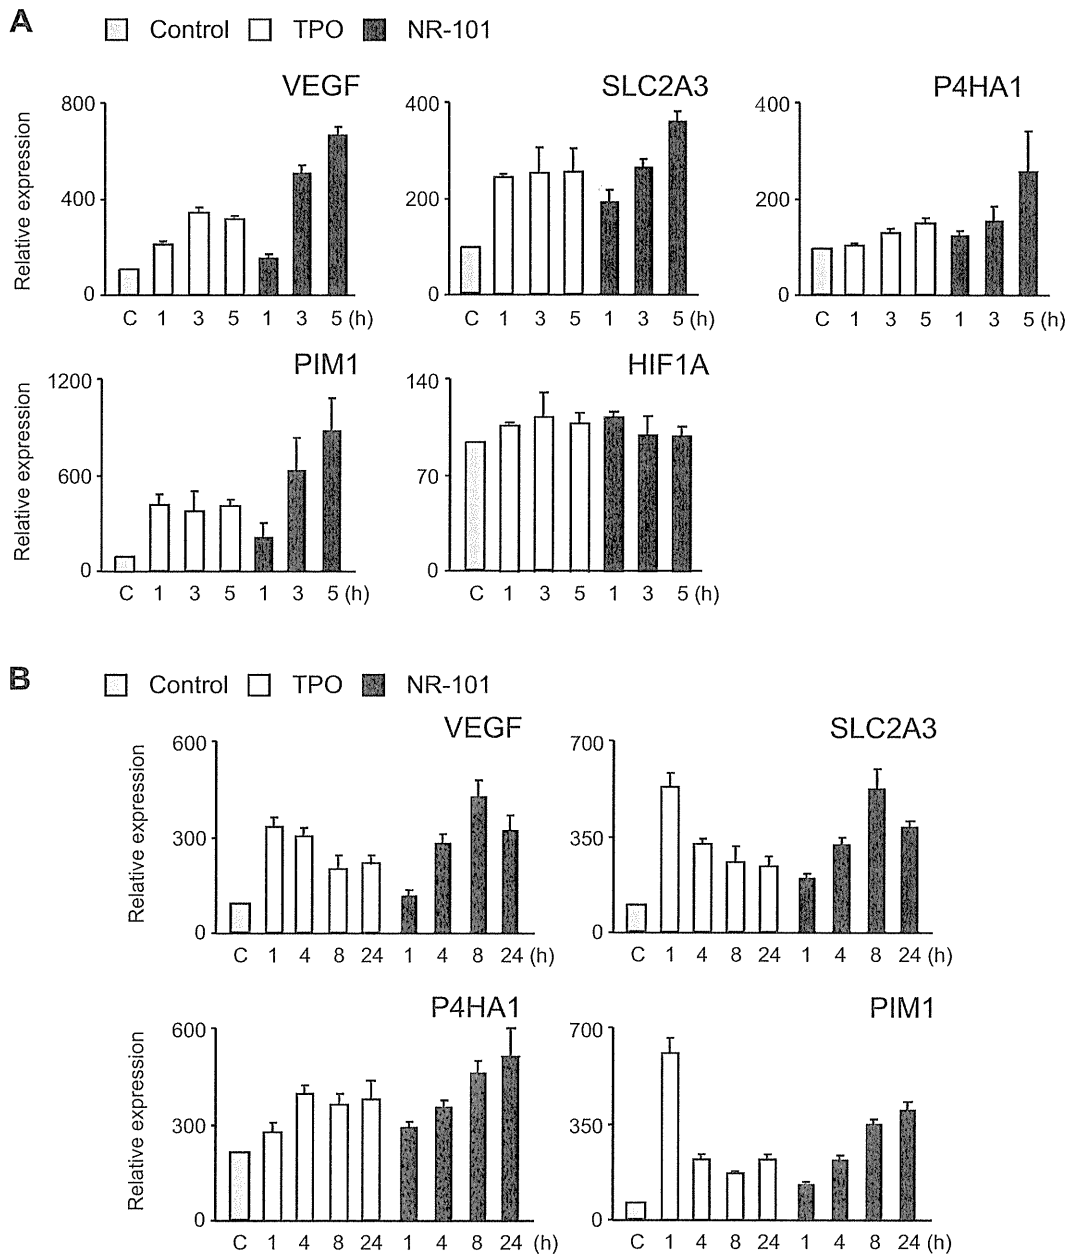 A
Control TPO NR-101
VEGF SLC2A3 P4HA1
Relative expression
800 400 0
400 200 0
400 200 0
C 1 3 5 1 3 5 (h)
C 1 3 5 1 3 5 (h)
C 1 3 5 1 3 5 (h)
PIM1 HIF1A
Relative expression
1200 600 0
140 70 0
C 1 3 5 1 3 5 (h)
C 1 3 5 1 3 5 (h)
B
Control TPO NR-101
VEGF SLC2A3
Relative expression
600 300 0
700 350 0
C 1 4 8 24 1 4 8 24 (h)
C 1 4 8 24 1 4 8 24 (h)
P4HA1 PIM1
Relative expression
600 300 0
700 350 0
C 1 4 8 24 1 4 8 24 (h)
C 1 4 8 24 1 4 8 24 (h)